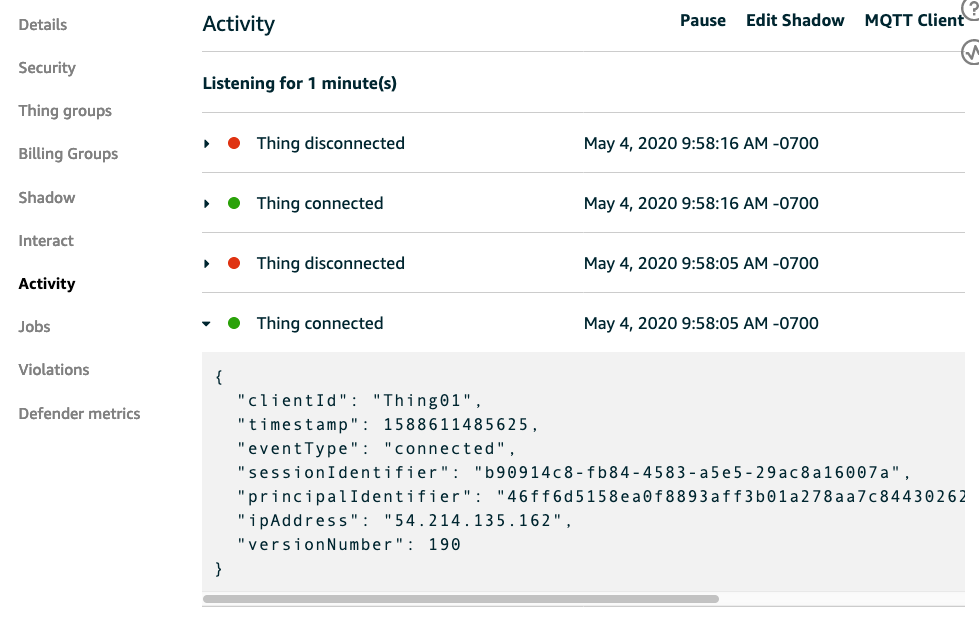 Details
Security
Thing groups
Billing Groups
Shadow
Interact
Activity
Jobs
Violations
Defender metrics
Activity
Pause Edit Shadow MQTT Client
?
Listening for 1 minute(s)
Thing disconnected May 4, 2020 9:58:16 AM -0700
Thing connected May 4, 2020 9:58:16 AM -0700
Thing disconnected May 4, 2020 9:58:05 AM -0700
Thing connected May 4, 2020 9:58:05 AM -0700
{
"clientId": "Thing01",
"timestamp": 1588611485625,
"eventType": "connected",
"sessionIdentifier": "b90914c8-fb84-4583-a5e5-29ac8a16007a",
"principalIdentifier": "46ff6d5158ea0f8893aff3b01a278aa7c84430262
"ipAddress": "54.214.135.162",
"versionNumber": 190
}